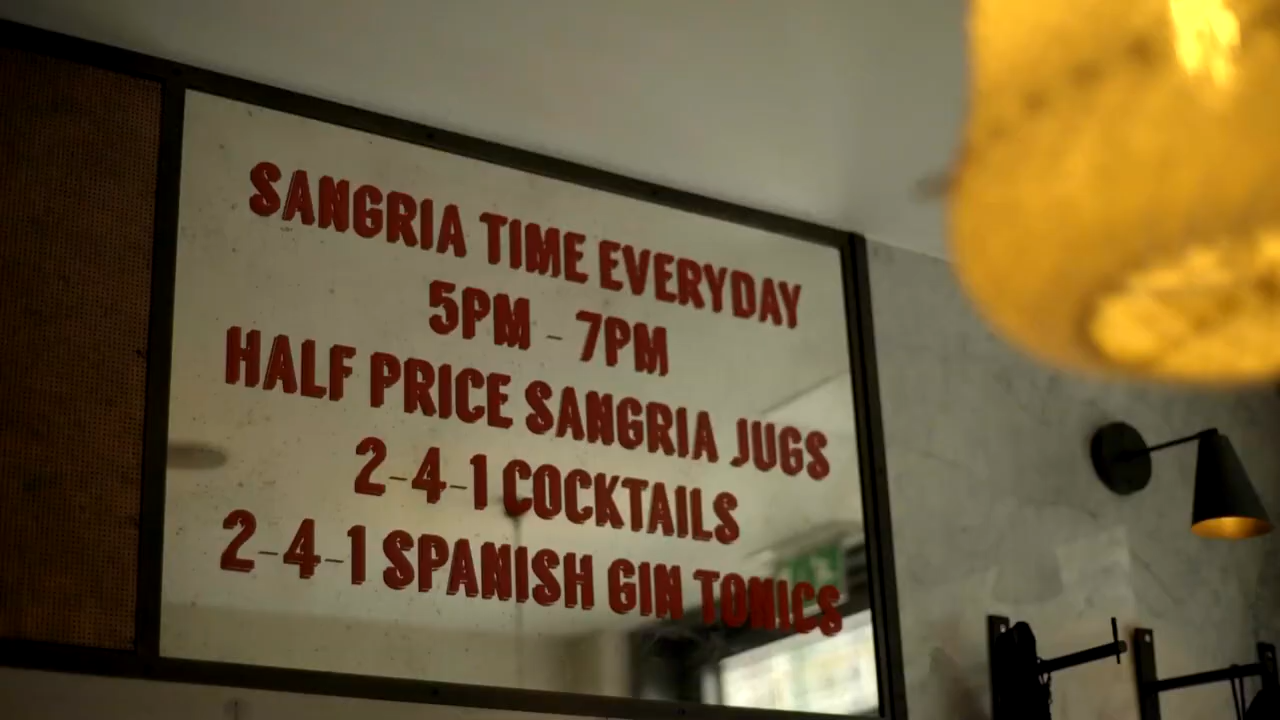 SANGRIA TIME EVERYDAY
5PM - 7PM
HALF PRICE SANGRIA JUGS
2-4-1 COCKTAILS
2-4-1 SPANISH GIN TONICS